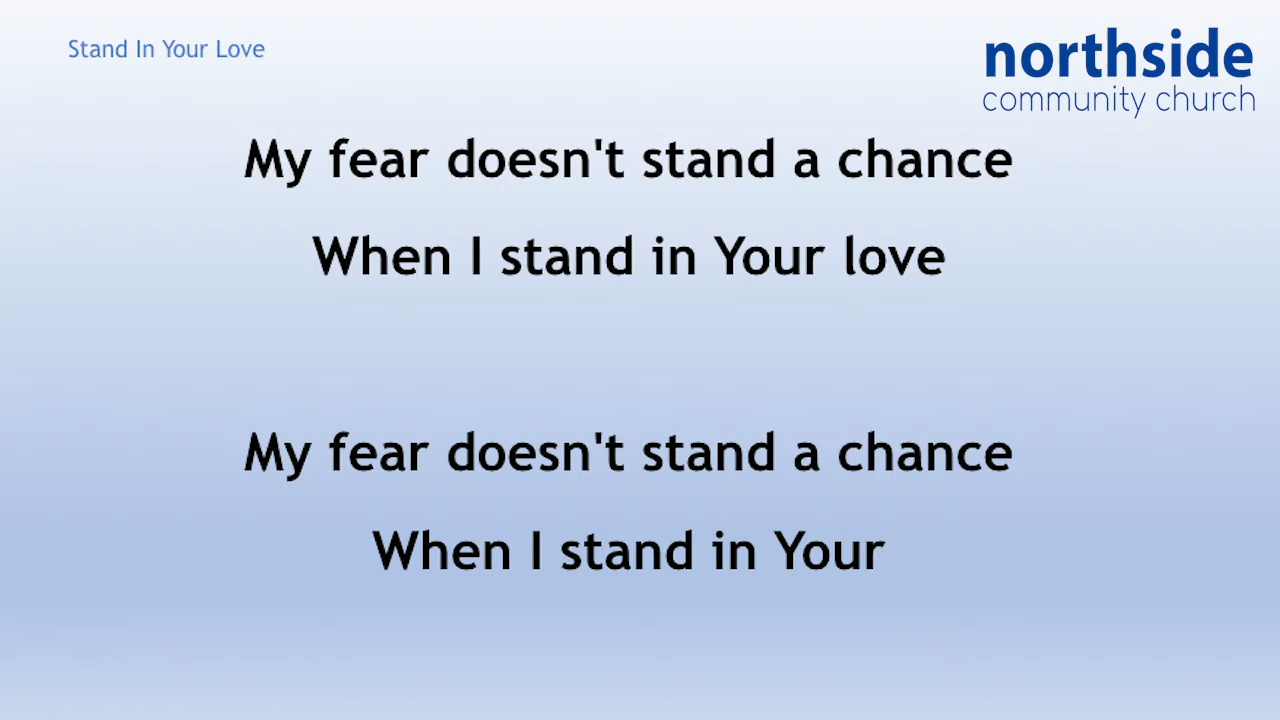 Stand In Your Love
northside
community church
My fear doesn't stand a chance
When I stand in Your love
My fear doesn't stand a chance
When I stand in Your